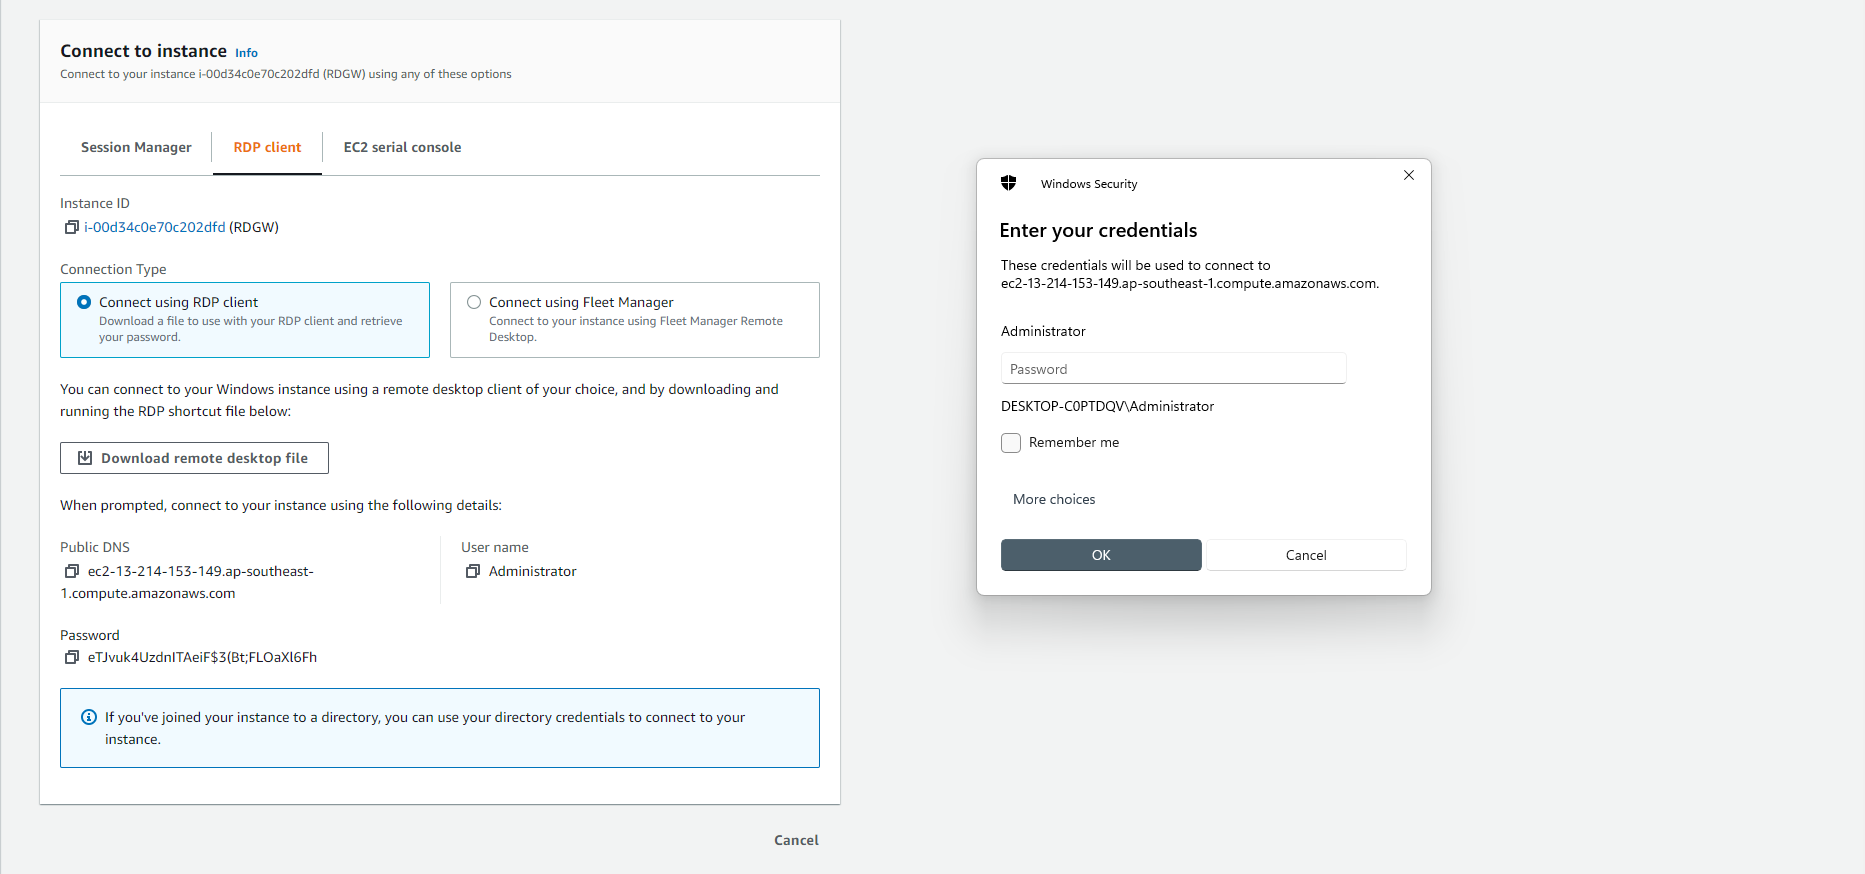 Connect to instance Info
Connect to your instance i-00d34c0e70c202dfd (RDGW) using any of these options
Session Manager
RDP client
EC2 serial console
Instance ID
i-00d34c0e70c202dfd (RDGW)
Connection Type
Connect using RDP client
Download a file to use with your RDP client and retrieve
your password.
Connect using Fleet Manager
Connect to your instance using Fleet Manager Remote
Desktop.
You can connect to your Windows instance using a remote desktop client of your choice, and by downloading and
running the RDP shortcut file below:
Download remote desktop file
When prompted, connect to your instance using the following details:
Public DNS
ec2-13-214-153-149.ap-southeast-
1.compute.amazonaws.com
User name
Administrator
Password
eTJvuk4UzdnITAeiF$3(Bt;FLOaXl6Fh
If you've joined your instance to a directory, you can use your directory credentials to connect to your
instance.
Cancel
Windows Security
Enter your credentials
These credentials will be used to connect to
ec2-13-214-153-149.ap-southeast-1.compute.amazonaws.com.
Administrator
Password
DESKTOP-C0PTDQV\Administrator
Remember me
More choices
OK
Cancel